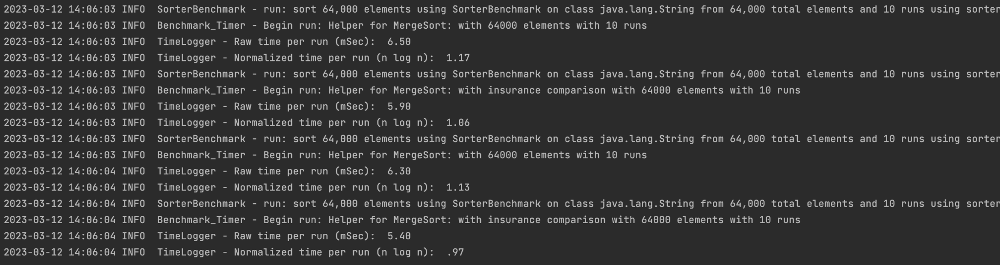 2023-03-12 14:06:03 INFO  SorterBenchmark - run: sort 64,000 elements using SorterBenchmark on class java.lang.String from 64,000 total elements and 10 runs using sorter
2023-03-12 14:06:03 INFO  Benchmark_Timer - Begin run: Helper for MergeSort: with 64000 elements with 10 runs
2023-03-12 14:06:03 INFO  TimeLogger - Raw time per run (mSec):  6.50
2023-03-12 14:06:03 INFO  TimeLogger - Normalized time per run (n log n):  1.17
2023-03-12 14:06:03 INFO  SorterBenchmark - run: sort 64,000 elements using SorterBenchmark on class java.lang.String from 64,000 total elements and 10 runs using sorter
2023-03-12 14:06:03 INFO  Benchmark_Timer - Begin run: Helper for MergeSort: with insurance comparison with 64000 elements with 10 runs
2023-03-12 14:06:03 INFO  TimeLogger - Raw time per run (mSec):  5.90
2023-03-12 14:06:03 INFO  TimeLogger - Normalized time per run (n log n):  1.06
2023-03-12 14:06:03 INFO  SorterBenchmark - run: sort 64,000 elements using SorterBenchmark on class java.lang.String from 64,000 total elements and 10 runs using sorter
2023-03-12 14:06:03 INFO  Benchmark_Timer - Begin run: Helper for MergeSort: with 64000 elements with 10 runs
2023-03-12 14:06:04 INFO  TimeLogger - Raw time per run (mSec):  6.30
2023-03-12 14:06:04 INFO  TimeLogger - Normalized time per run (n log n):  1.13
2023-03-12 14:06:04 INFO  SorterBenchmark - run: sort 64,000 elements using SorterBenchmark on class java.lang.String from 64,000 total elements and 10 runs using sorter
2023-03-12 14:06:04 INFO  Benchmark_Timer - Begin run: Helper for MergeSort: with insurance comparison with 64000 elements with 10 runs
2023-03-12 14:06:04 INFO  TimeLogger - Raw time per run (mSec):  5.40
2023-03-12 14:06:04 INFO  TimeLogger - Normalized time per run (n log n):  .97